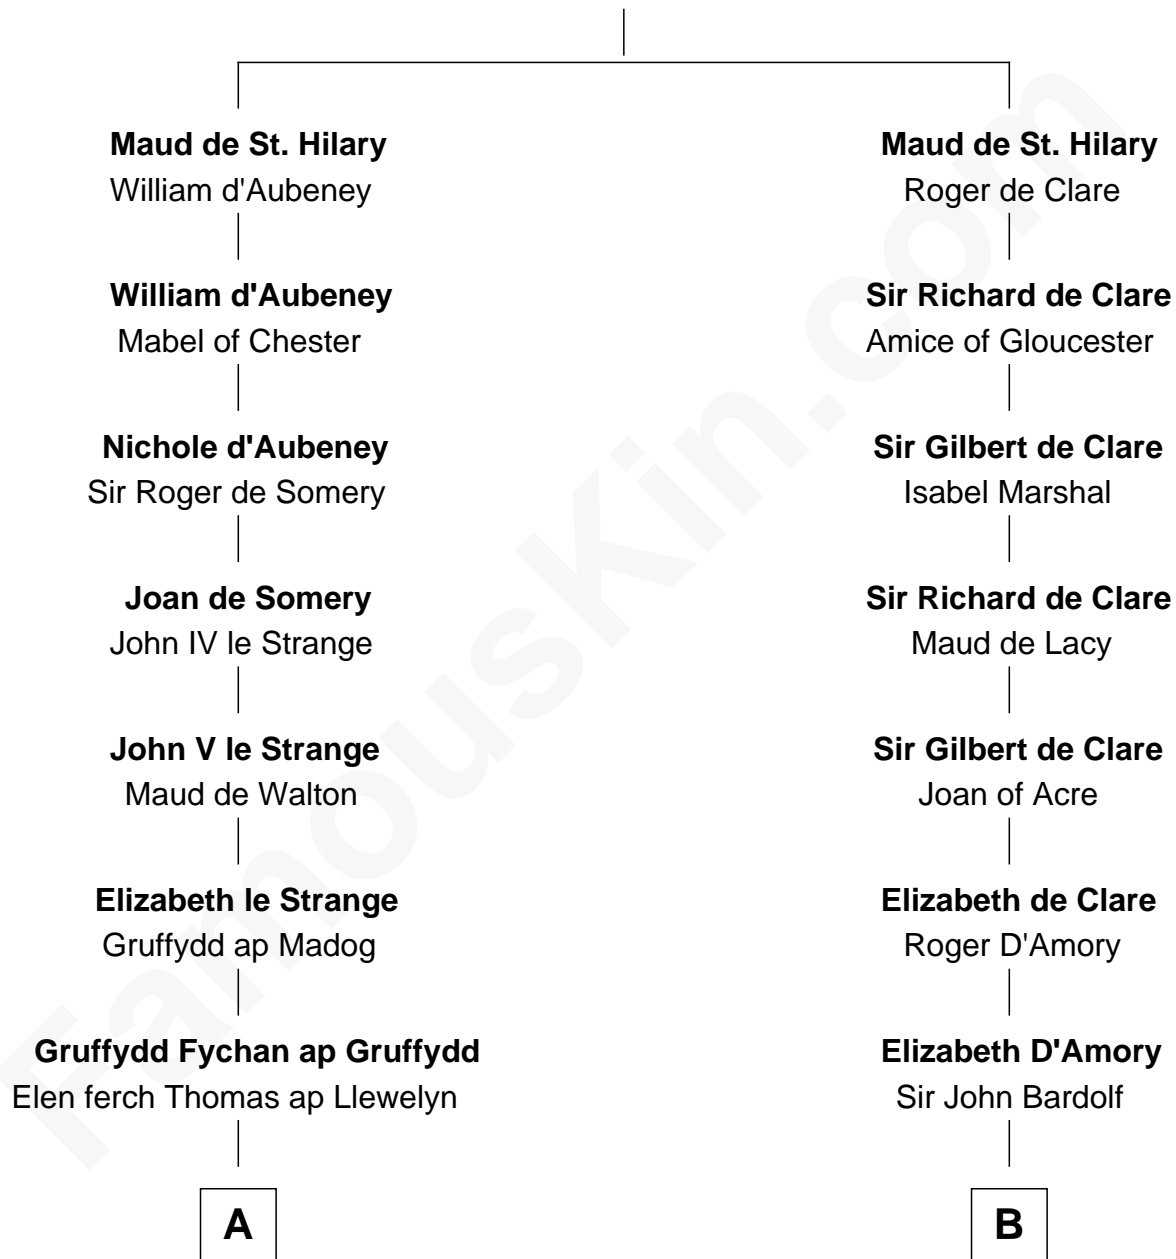 Maud de St. Hilary
William d'Aubeney
William d'Aubeney
Mabel of Chester
Nichole d'Aubeney
Sir Roger de Somery
Joan de Somery
John IV le Strange
John V le Strange
Maud de Walton
Elizabeth le Strange
Gruffydd ap Madog
Gruffydd Fychan ap Gruffydd
Elen ferch Thomas ap Llewelyn
A
Maud de St. Hilary
Roger de Clare
Sir Richard de Clare
Amice of Gloucester
Sir Gilbert de Clare
Isabel Marshal
Sir Richard de Clare
Maud de Lacy
Sir Gilbert de Clare
Joan of Acre
Elizabeth de Clare
Roger D'Amory
Elizabeth D'Amory
Sir John Bardolf
B
FamousKin.com